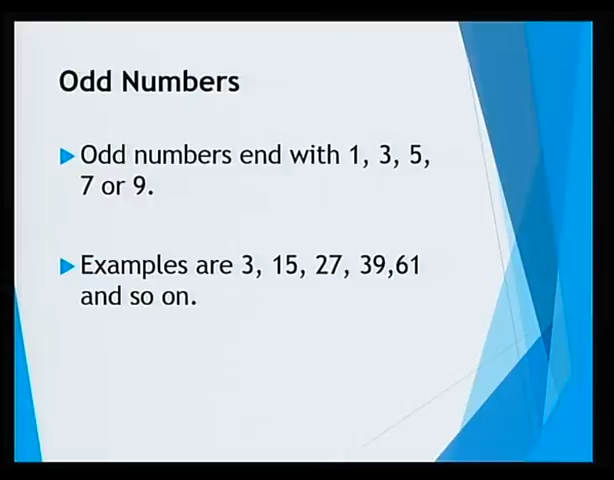 Odd Numbers
Odd numbers end with 1, 3, 5,
7 or 9.
Examples are 3, 15, 27, 39,61
and so on.